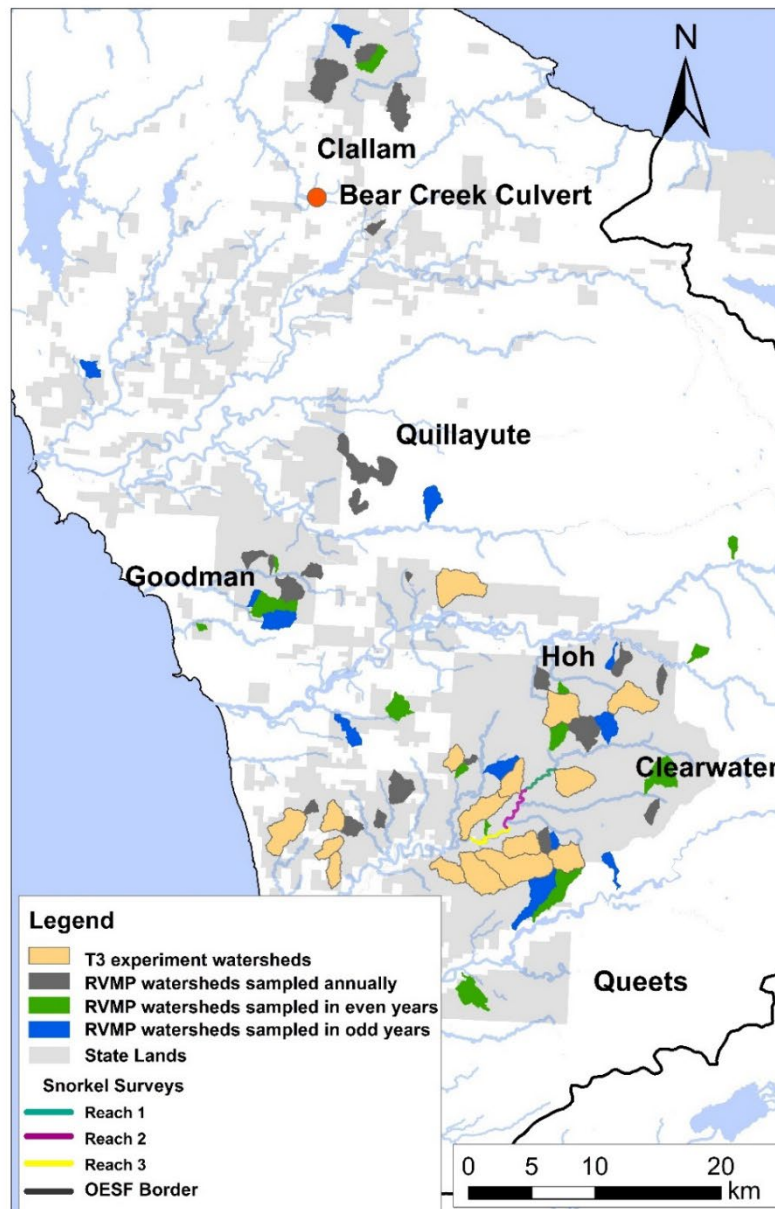 N
Clallam
Bear Creek Culvert
Quillayute
Goodman
Hoh
Clearwater
Queets
Legend
T3 experiment watersheds
RVMP watersheds sampled annually
RVMP watersheds sampled in even years
RVMP watersheds sampled in odd years
State Lands
Snorkel Surveys
Reach 1
Reach 2
Reach 3
OESF Border
0 5 10 20
km